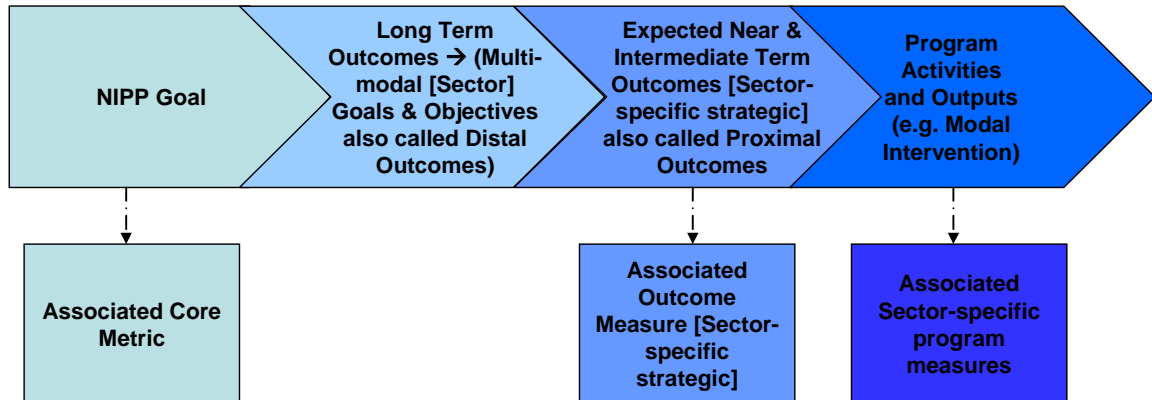 NIPP Goal
Long Term
Outcomes → (Multi-
modal [Sector]
Goals & Objectives
also called Distal
Outcomes)
Expected Near &
Intermediate Term
Outcomes [Sector-
specific strategic]
also called Proximal
Outcomes
Program
Activities
and Outputs
(e.g. Modal
Intervention)
Associated Core
Metric
Associated
Outcome
Measure [Sector-
specific
strategic]
Associated
Sector-specific
program
measures